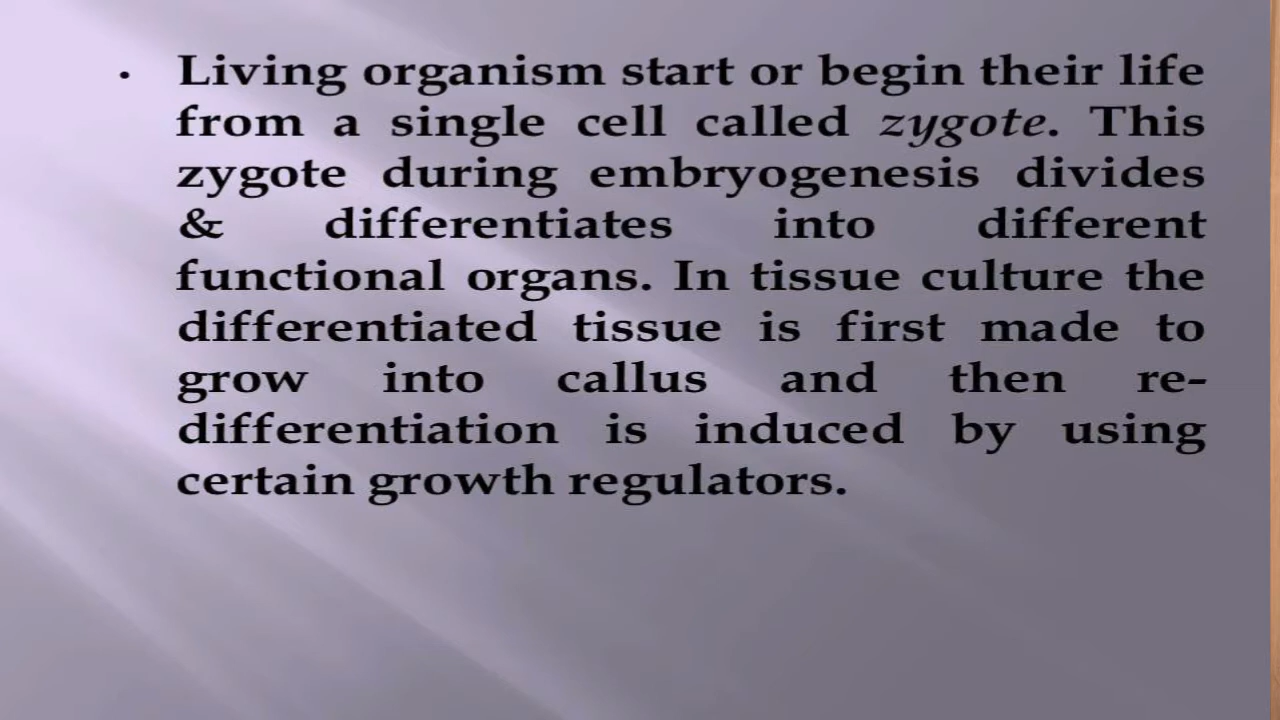 • Living organism start or begin their life
from a single cell called zygote. This
zygote during embryogenesis divides
& differentiates into different
functional organs. In tissue culture the
differentiated tissue is first made to
grow into callus and then re-
differentiation is induced by using
certain growth regulators.